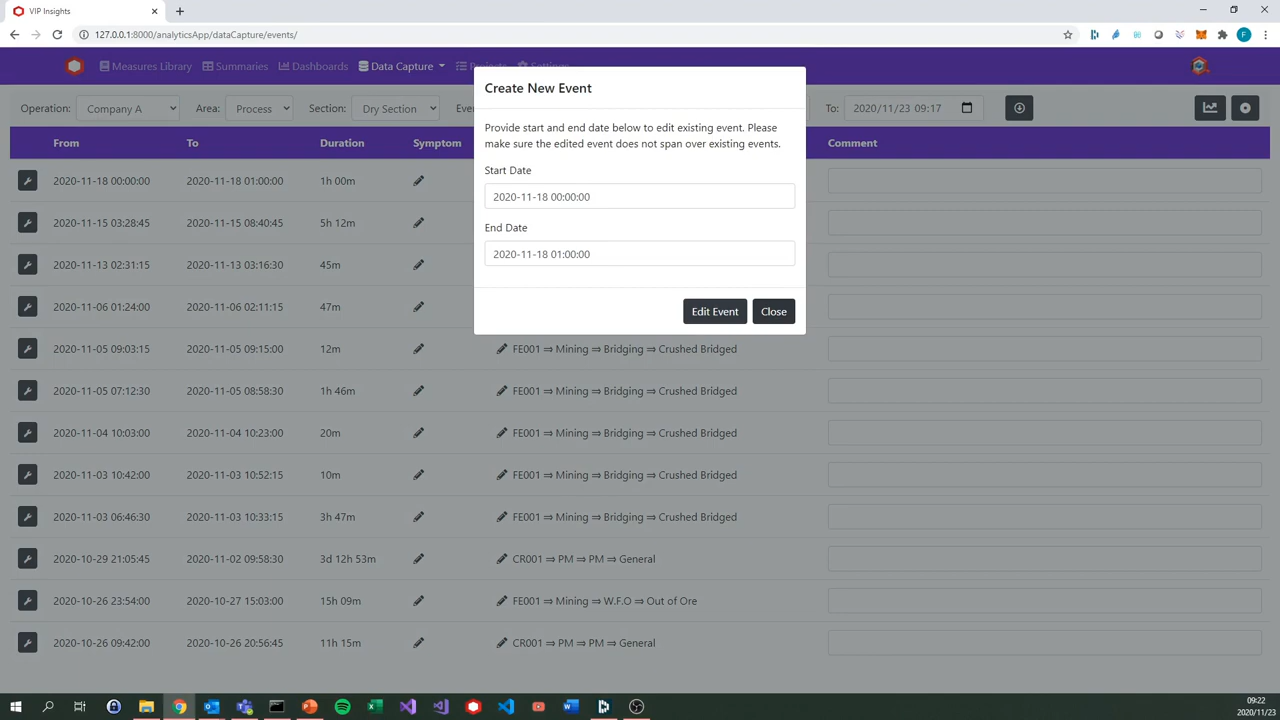 VIP Insights
127.0.0.1:8000/analyticsApp/dataCapture/events/
F
Measures Library Summaries Dashboards Data Capture Projects Settings
Create New Event
Operation: Company A Area: Process Section: Dry Section To: 2020/11/23 09:17
From To Duration Symptom Comment
Provide start and end date below to edit existing event. Please
make sure the edited event does not span over existing events.
Start Date
2020-11-18 00:00:00
End Date
2020-11-18 01:00:00
Edit Event Close
2020-11-18 00:00:00 2020-11-18 01:00:00 1h 00m
2020-11-15 03:28:45 2020-11-15 08:40:45 5h 12m
2020-11-13 02:31:15 2020-11-13 03:16:30 45m
2020-11-06 01:24:00 2020-11-06 02:11:15 47m
2020-11-05 09:03:15 2020-11-05 09:15:00 12m FE001 ⇒ Mining ⇒ Bridging ⇒ Crushed Bridged
2020-11-05 07:12:30 2020-11-05 08:58:30 1h 46m FE001 ⇒ Mining ⇒ Bridging ⇒ Crushed Bridged
2020-11-04 10:03:00 2020-11-04 10:23:00 20m FE001 ⇒ Mining ⇒ Bridging ⇒ Crushed Bridged
2020-11-03 10:42:00 2020-11-03 10:52:15 10m FE001 ⇒ Mining ⇒ Bridging ⇒ Crushed Bridged
2020-11-03 06:46:30 2020-11-03 10:33:15 3h 47m FE001 ⇒ Mining ⇒ Bridging ⇒ Crushed Bridged
2020-10-29 21:05:45 2020-11-02 09:58:30 3d 12h 53m CR001 ⇒ PM ⇒ PM ⇒ General
2020-10-26 23:54:00 2020-10-27 15:03:00 15h 09m FE001 ⇒ Mining ⇒ W.F.O ⇒ Out of Ore
2020-10-26 09:42:00 2020-10-26 20:56:45 11h 15m CR001 ⇒ PM ⇒ PM ⇒ General
09:22
2020/11/23